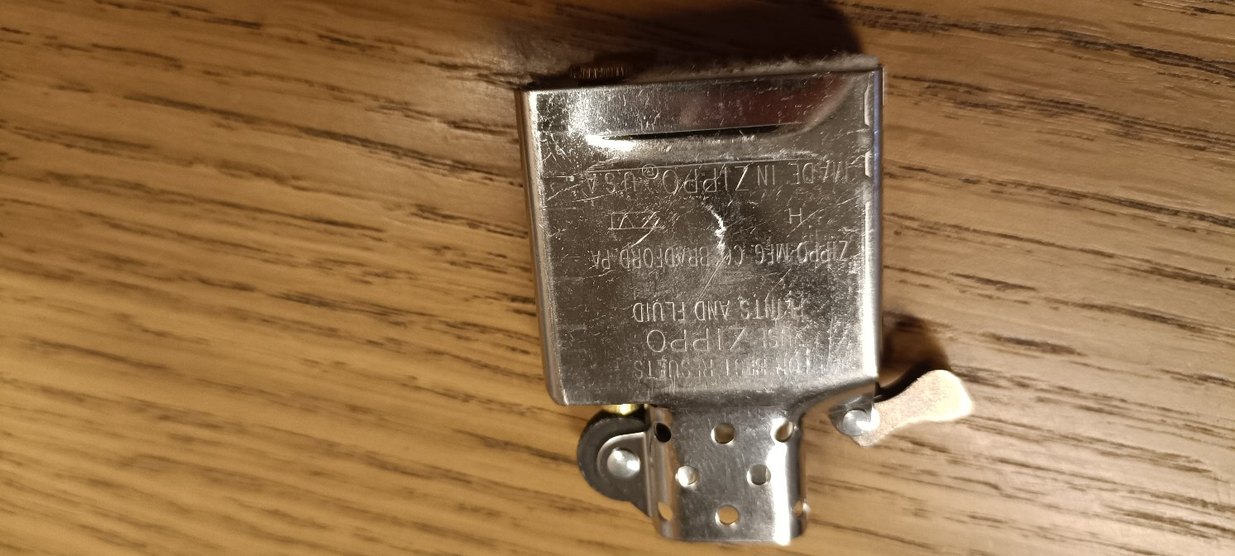 FOR BEST RESULTS
USE ZIPPO
FLINTS AND FLUID
ZIPPO MFG. CO. BRADFORD, PA.
H XVI
MADE IN ZIPPO® U.S.A.